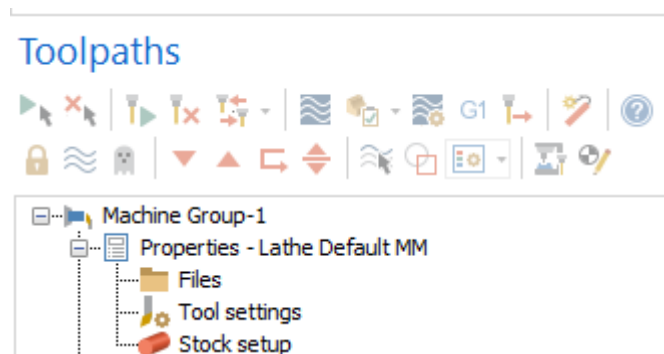 Toolpaths
G1
Machine Group-1
Properties - Lathe Default MM
Files
Tool settings
Stock setup